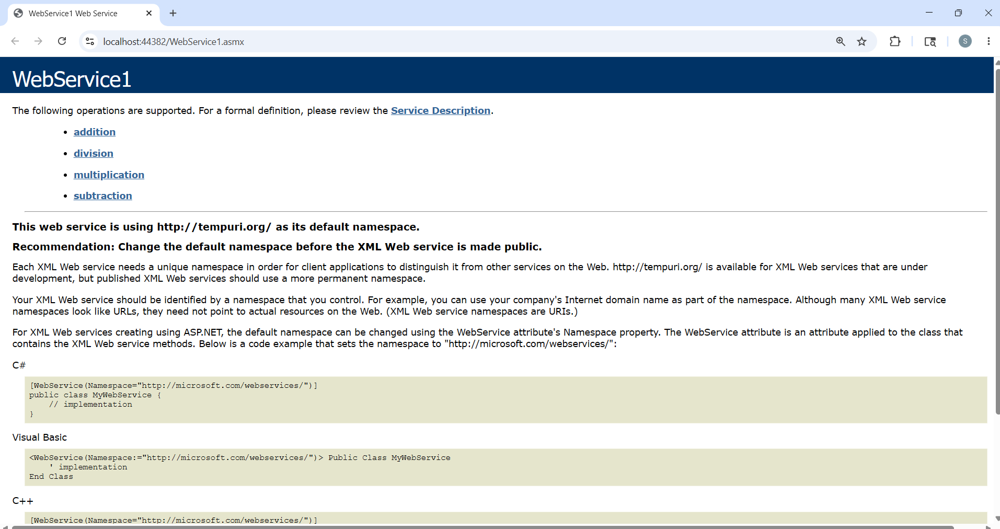 WebService1 Web Service
localhost:44382/WebService1.asmx
S
WebService1
The following operations are supported. For a formal definition, please review the Service Description.
• addition
• division
• multiplication
• subtraction
This web service is using http://tempuri.org/ as its default namespace.
Recommendation: Change the default namespace before the XML Web service is made public.
Each XML Web service needs a unique namespace in order for client applications to distinguish it from other services on the Web. http://tempuri.org/ is available for XML Web services that are under
development, but published XML Web services should use a more permanent namespace.
Your XML Web service should be identified by a namespace that you control. For example, you can use your company's Internet domain name as part of the namespace. Although many XML Web service
namespaces look like URLs, they need not point to actual resources on the Web. (XML Web service namespaces are URIs.)
For XML Web services creating using ASP.NET, the default namespace can be changed using the WebService attribute's Namespace property. The WebService attribute is an attribute applied to the class that
contains the XML Web service methods. Below is a code example that sets the namespace to "http://microsoft.com/webservices/":
C#
[WebService(Namespace="http://microsoft.com/webservices/")]
public class MyWebService {
    // implementation
}
Visual Basic
<WebService(Namespace:="http://microsoft.com/webservices/")> Public Class MyWebService
    ' implementation
End Class
C++
[WebService(Namespace="http://microsoft.com/webservices/")]